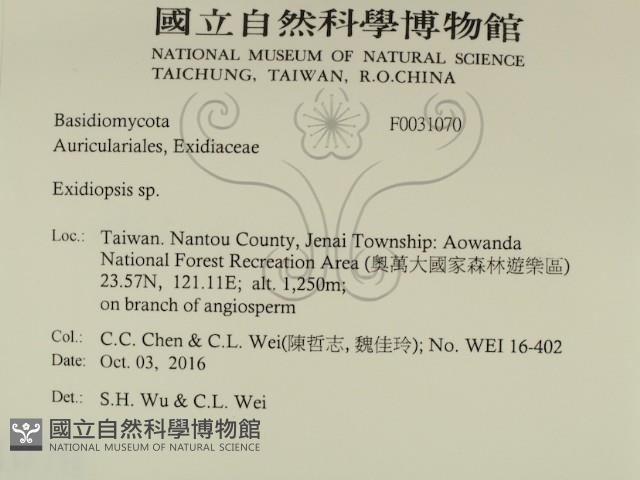 國立自然科學博物館
NATIONAL MUSEUM OF NATURAL SCIENCE
TAICHUNG, TAIWAN, R.O.CHINA
Basidiomycota F0031070
Auriculariales, Exidiaceae
Exidiopsis sp.
Loc.: Taiwan. Nantou County, Jenai Township: Aowanda
National Forest Recreation Area (奧萬大國家森林遊樂區)
23.57N, 121.11E; alt. 1,250m;
on branch of angiosperm
Col.: C.C. Chen & C.L. Wei(陳哲志, 魏佳玲); No. WEI 16-402
Date: Oct. 03, 2016
Det.: S.H. Wu & C.L. Wei
國立自然科學博物館
NATIONAL MUSEUM OF NATURAL SCIENCE